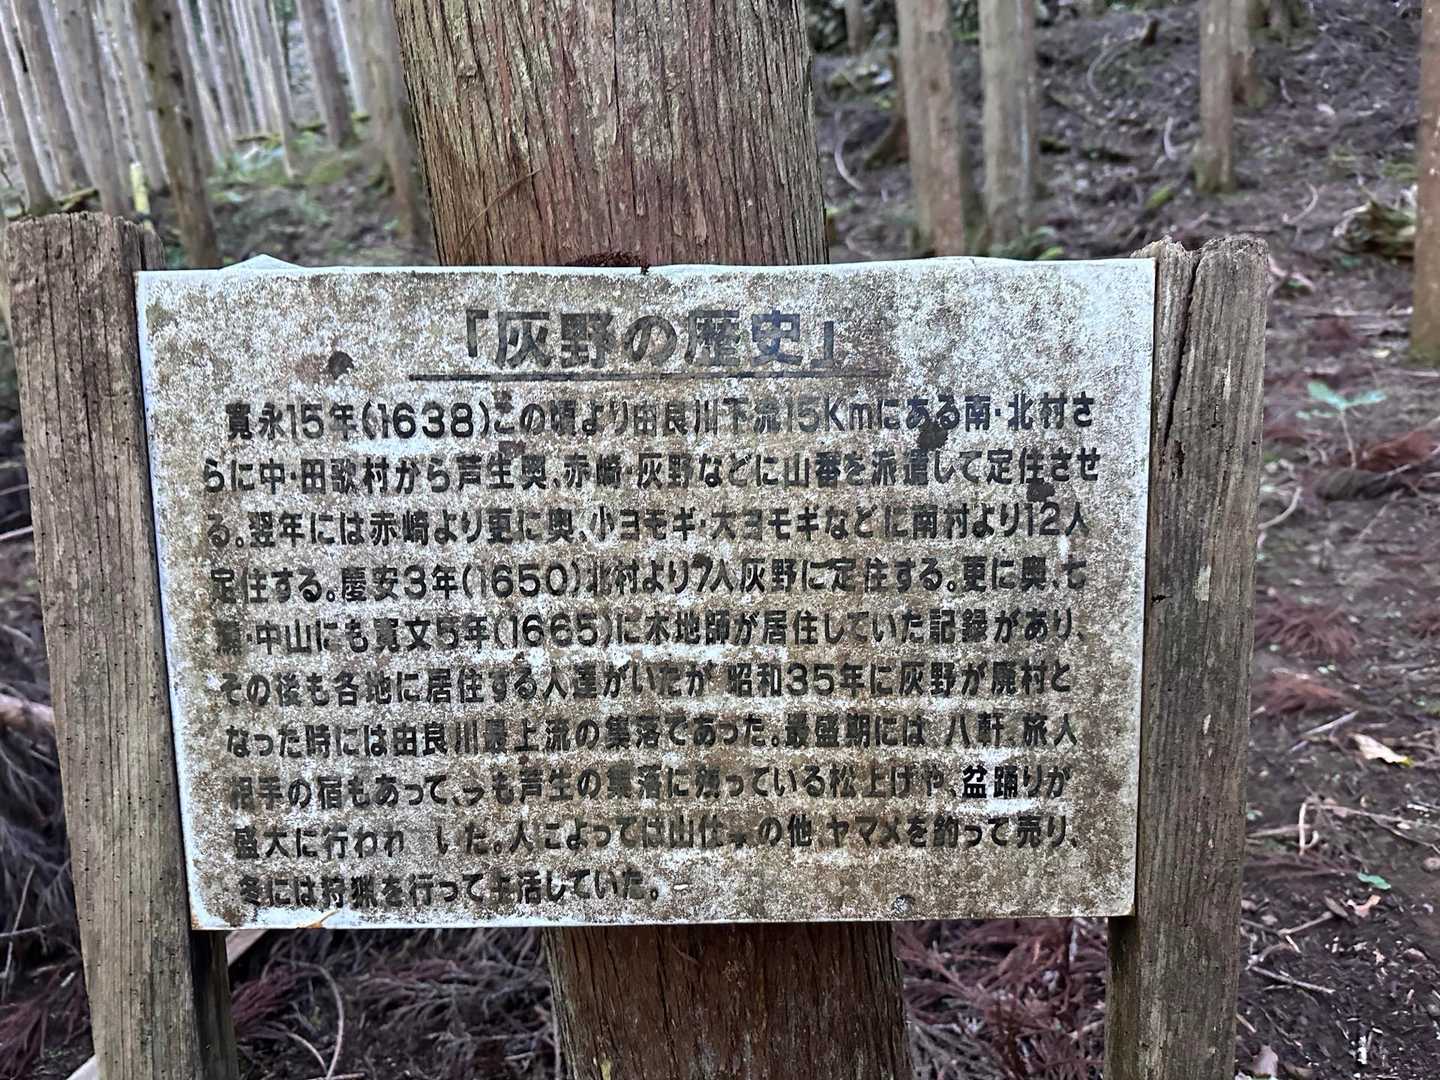 「灰野の歴史」
寛永15年(1638)この頃より由良川下流15Kmにある南・北村さ
らに中・田歌村から芦生奥、赤崎・灰野などに山番を派遣して定住させ
る。翌年には赤崎より更に奥、小ヨモギ・大ヨモギなどに南村より12人
定住する。慶安3年(1650)北村より7人灰野に定住する。更に奥、七
瀬・中山にも寛文5年(1665)に木地師が居住していた記録があり、
その後も各地に居住する人達がいたが 昭和35年に灰野が廃村と
なった時には由良川最上流の集落であった。最盛期には 八軒、旅人
相手の宿もあって、今も芦生の集落に残っている松上げや、盆踊りが
盛大に行われ いた。人によっては山仕事の他、ヤマメを釣って売り、
冬には狩猟を行って生活していた。